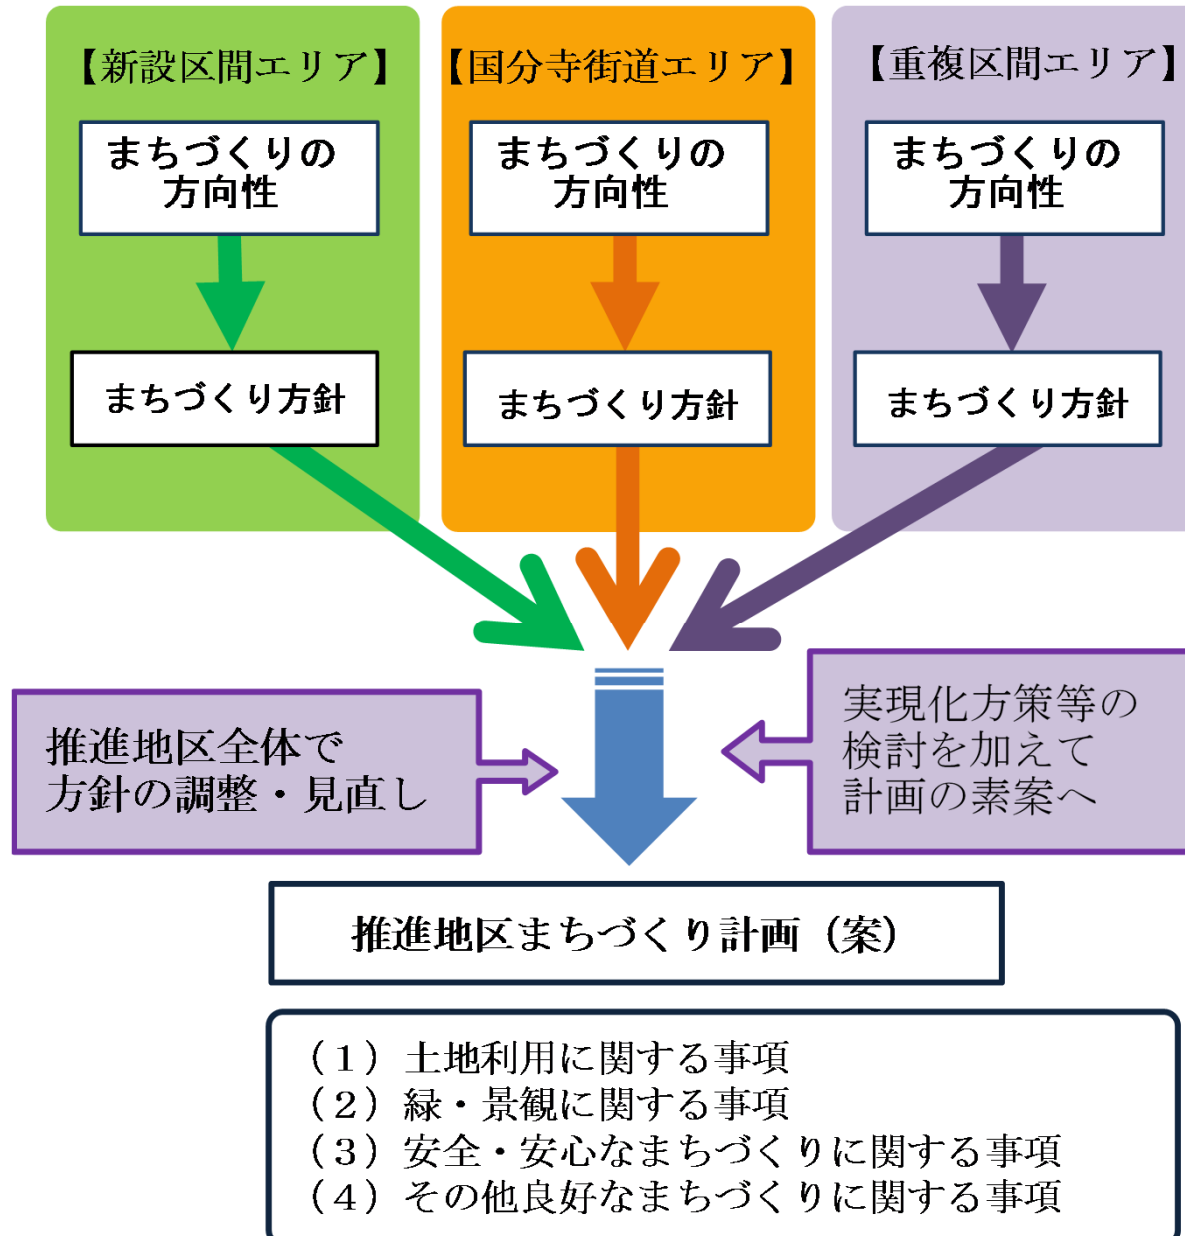 【新設区間エリア】
まちづくりの
方向性
まちづくり方針
【国分寺街道エリア】
まちづくりの
方向性
まちづくり方針
【重複区間エリア】
まちづくりの
方向性
まちづくり方針
推進地区全体で
方針の調整・見直し
実現化方策等の
検討を加えて
計画の素案へ
推進地区まちづくり計画（案）
（１）土地利用に関する事項
（２）緑・景観に関する事項
（３）安全・安心なまちづくりに関する事項
（４）その他良好なまちづくりに関する事項